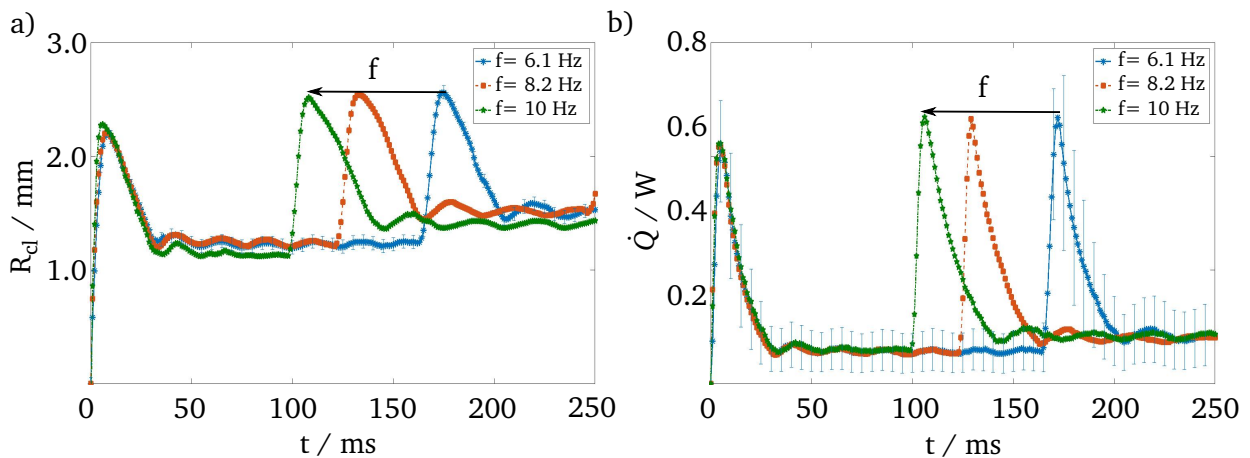 a)
3.0
2.0
1.0
R_d / mm
f
f= 6.1 Hz
f= 8.2 Hz
f= 10 Hz
0 50 100 150 200 250
t / ms
b)
0.8
0.6
0.4
0.2
Q̇ / W
f
f= 6.1 Hz
f= 8.2 Hz
f= 10 Hz
0 50 100 150 200 250
t / ms